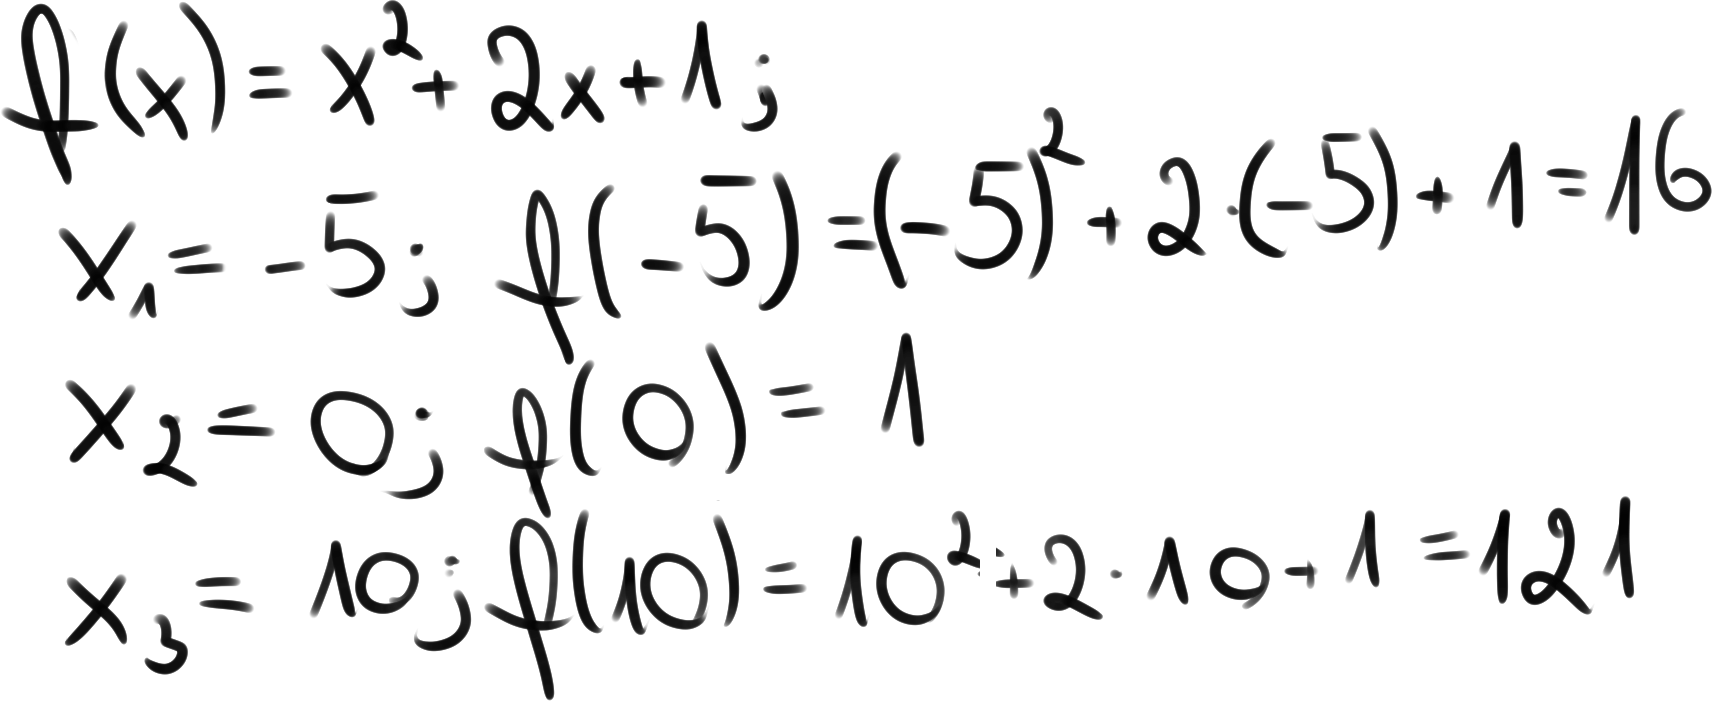 f(x) = x² + 2x + 1;
x₁ = -5; f(-5) = (-5)² + 2·(-5) + 1 = 16
x₂ = 0; f(0) = 1
x₃ = 10; f(10) = 10² + 2·10 + 1 = 121